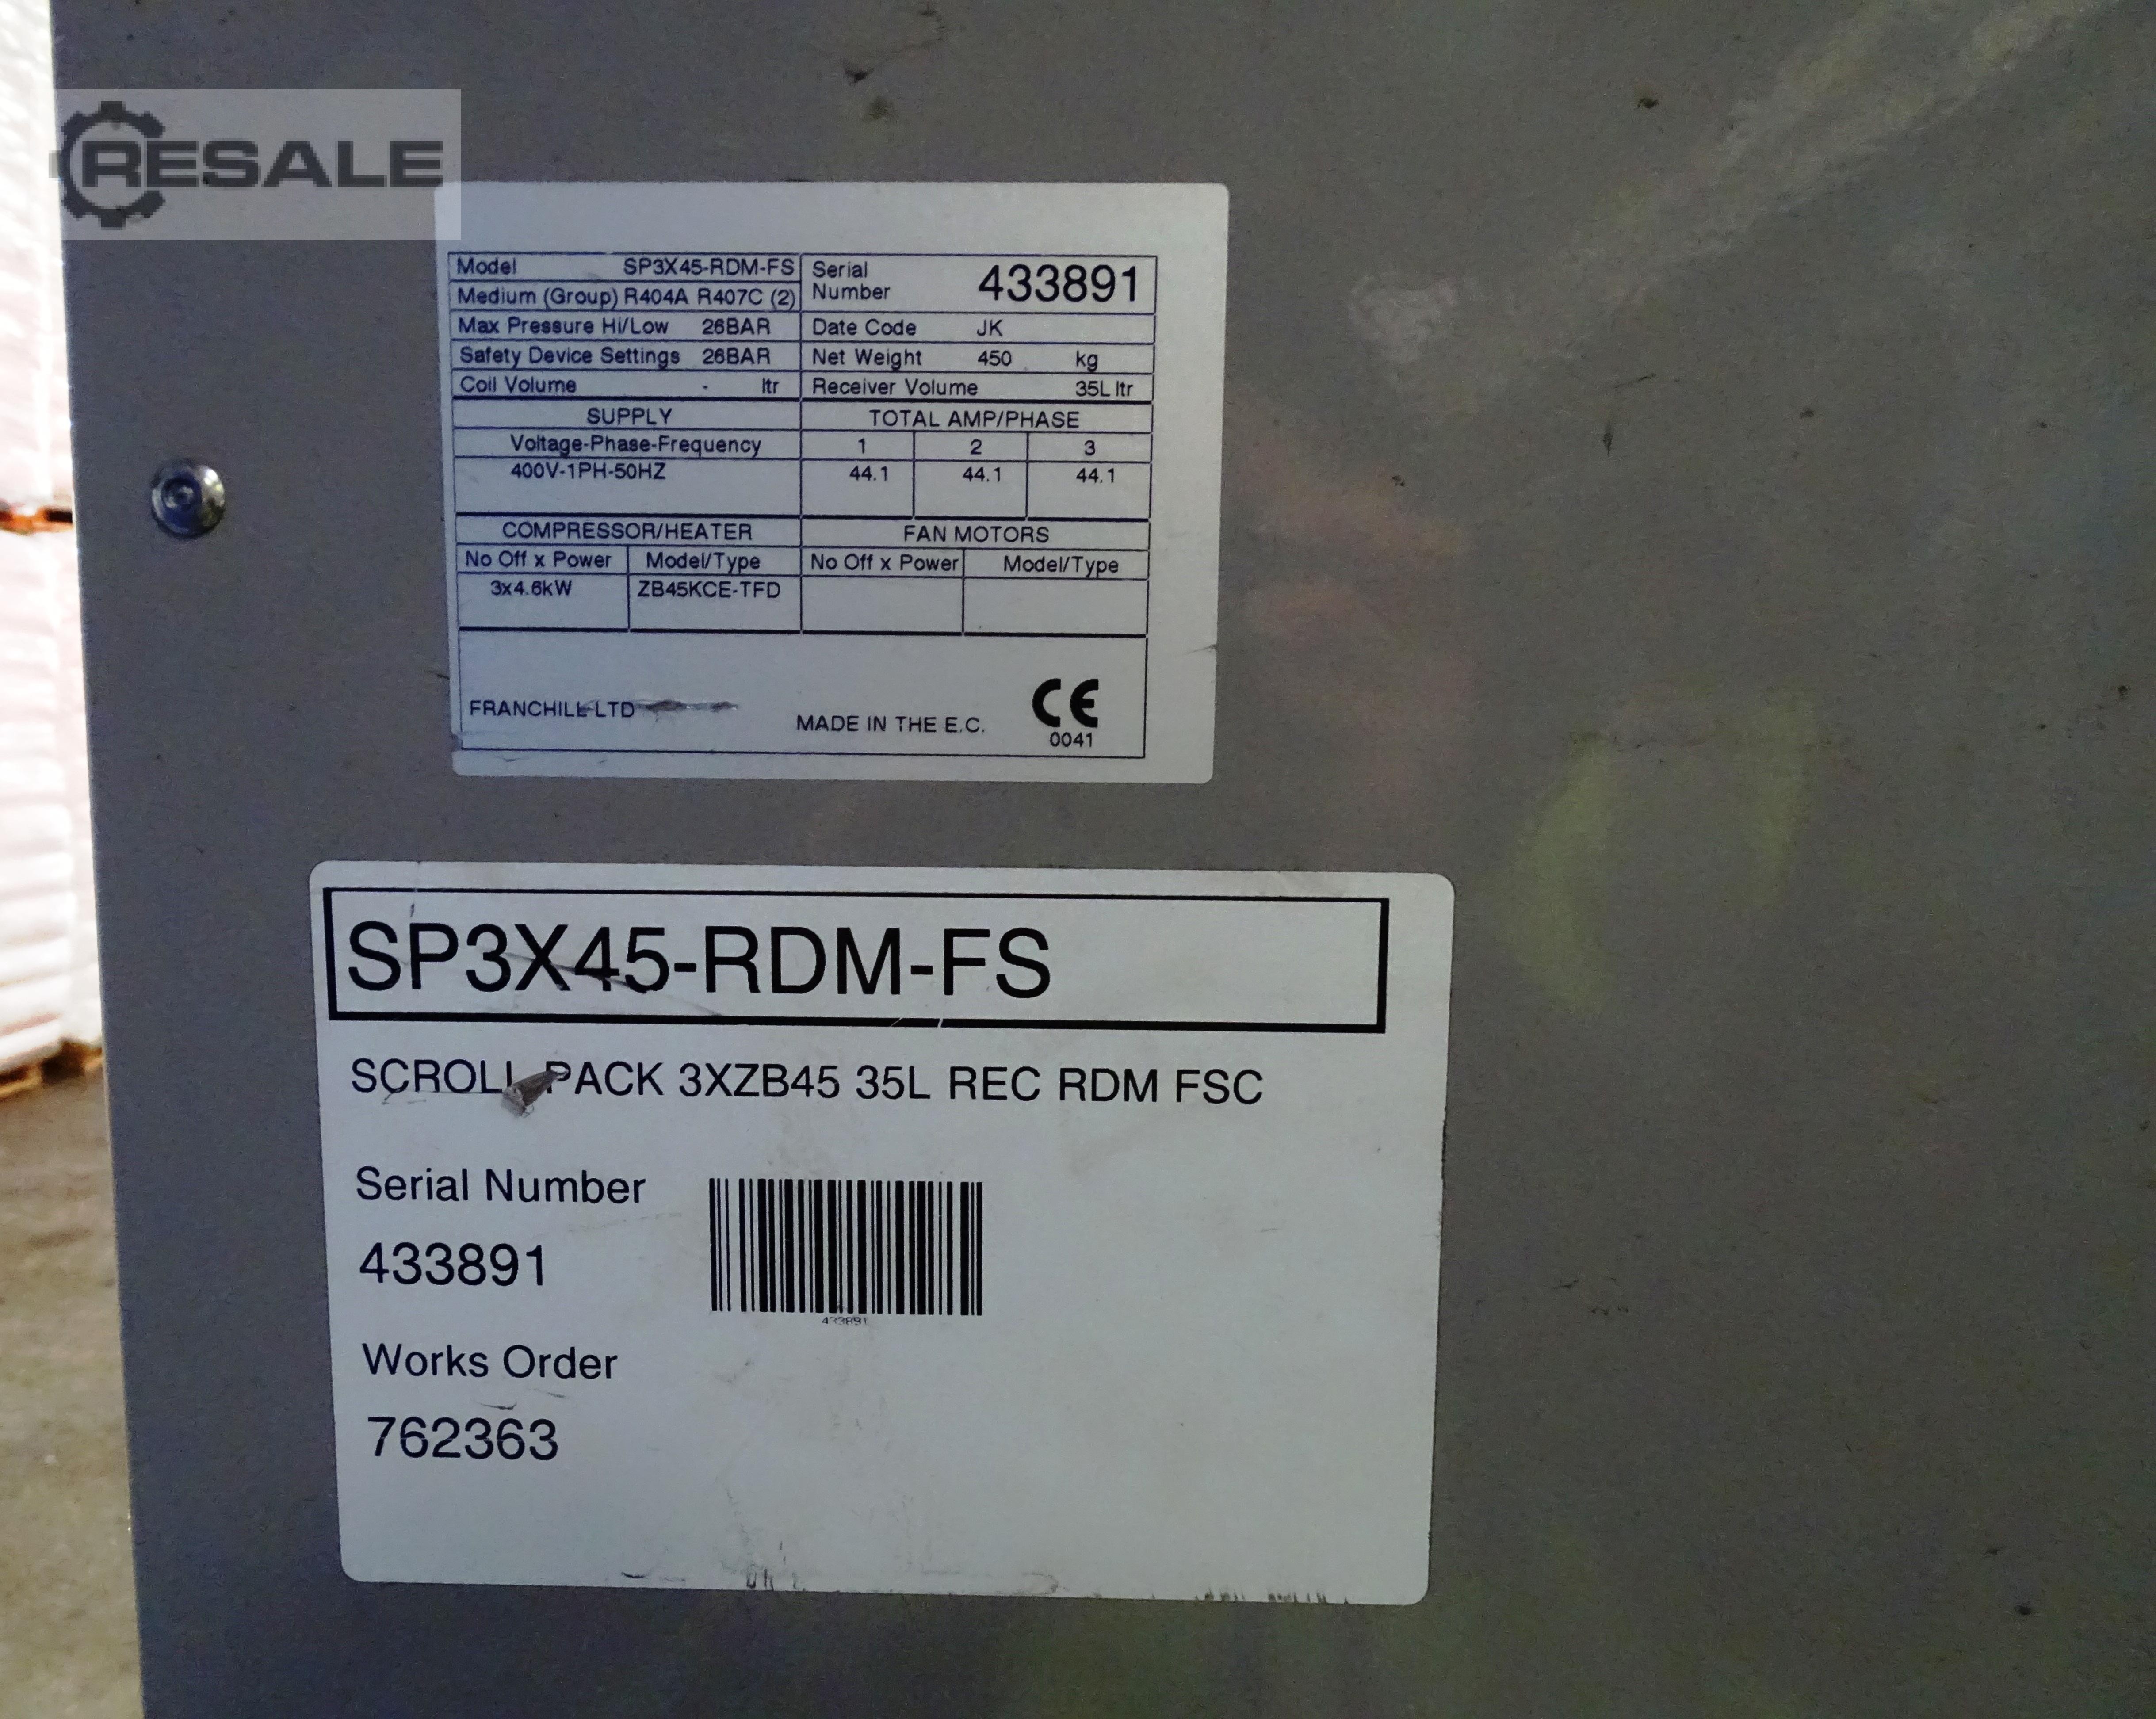 RESALE
Model SP3X45-RDM-FS
Medium (Group) R404A R407C (2)
Serial Number 433891
Max Pressure Hi/Low 26BAR
Date Code JK
Safety Device Settings 26BAR
Net Weight 450 kg
Coil Volume - ltr
Receiver Volume 35L ltr
SUPPLY
TOTAL AMP/PHASE
Voltage-Phase-Frequency
1 2 3
400V-1PH-50HZ
44.1 44.1 44.1
COMPRESSOR/HEATER
FAN MOTORS
No Off x Power Model/Type
No Off x Power Model/Type
3x4.6kW ZB45KCE-TFD
FRANCHILL LTD
MADE IN THE E.C.
CE
0041
SP3X45-RDM-FS
SCROLL PACK 3XZB45 35L REC RDM FSC
Serial Number
433891
433891
Works Order
762363